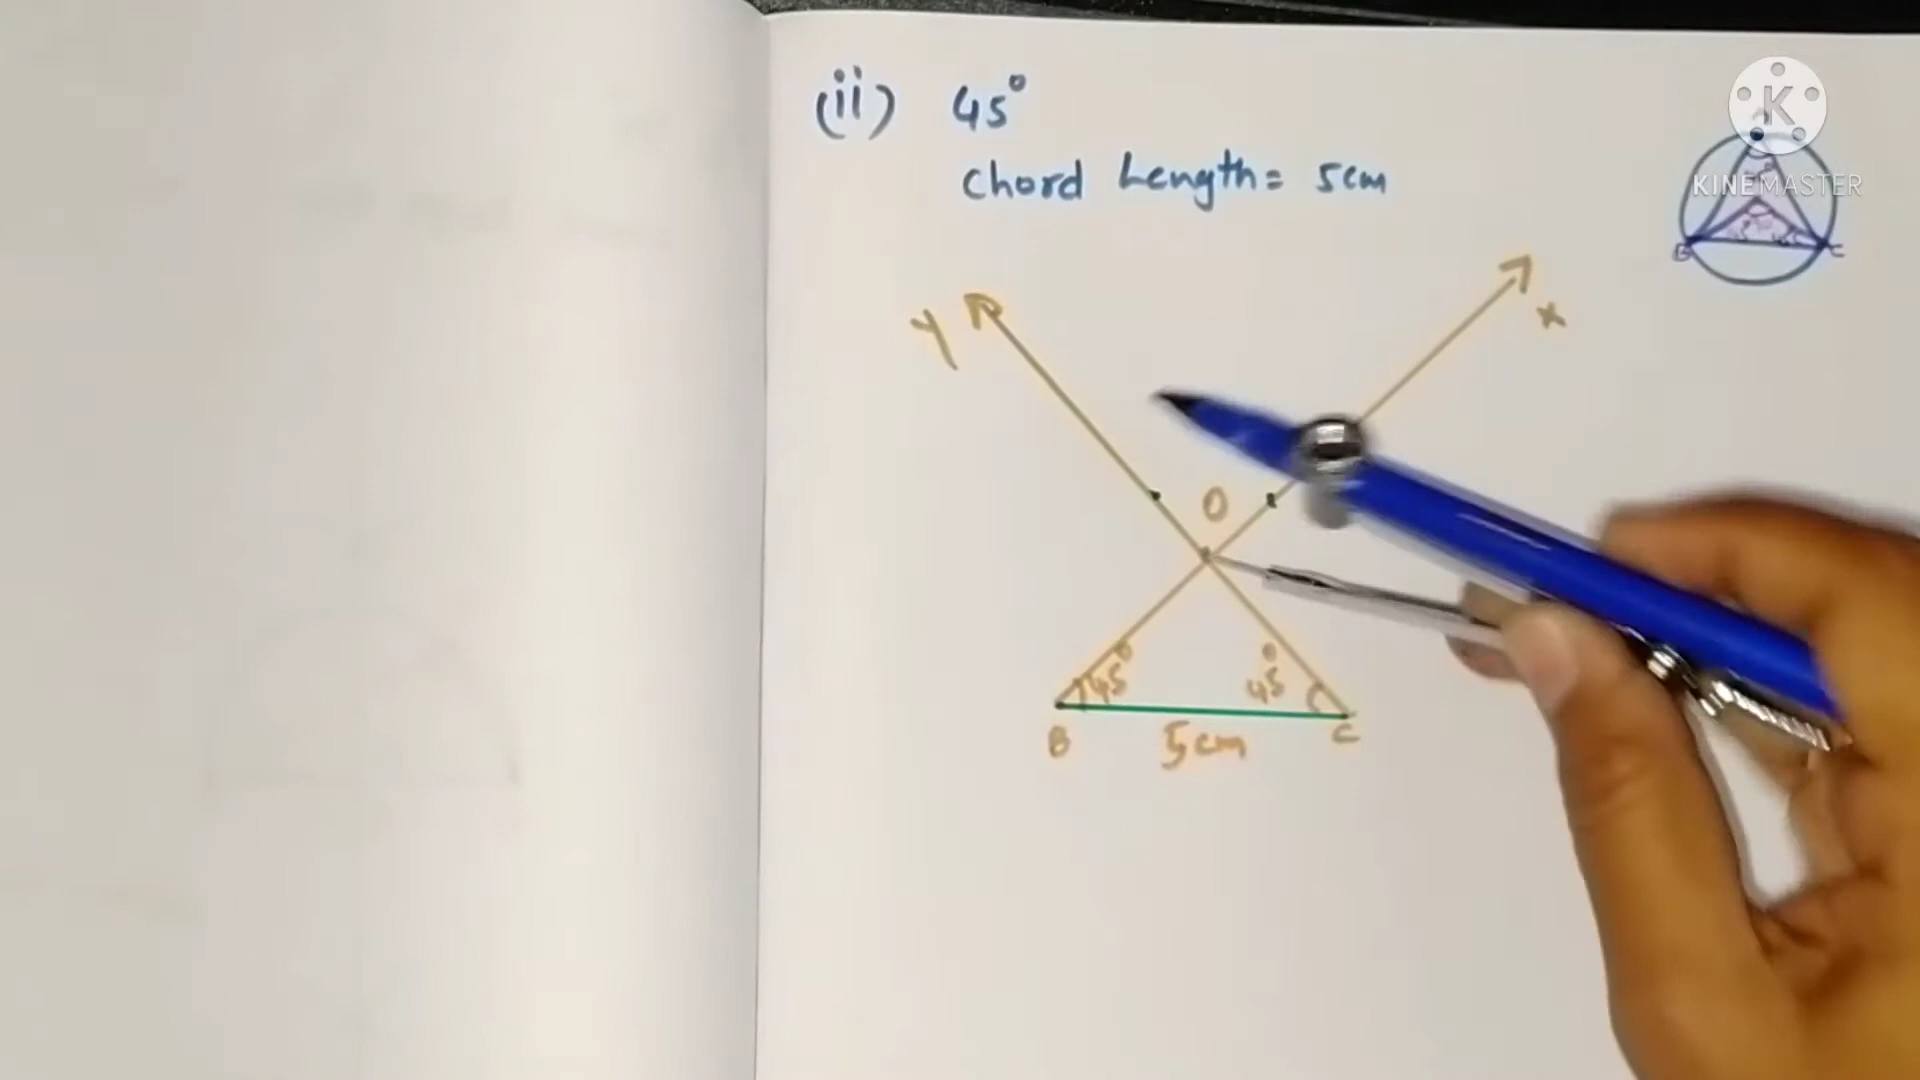 (ii) 45°
Chord Length = 5cm
K
KINEMASTER
B C
Y
X
O
45° 45°
B 5cm C